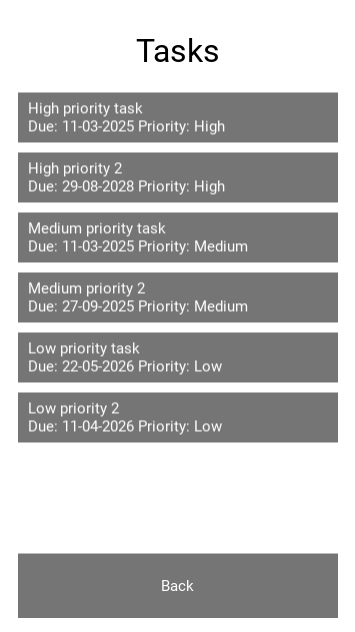 Tasks
High priority task
Due: 11-03-2025 Priority: High
High priority 2
Due: 29-08-2028 Priority: High
Medium priority task
Due: 11-03-2025 Priority: Medium
Medium priority 2
Due: 27-09-2025 Priority: Medium
Low priority task
Due: 22-05-2026 Priority: Low
Low priority 2
Due: 11-04-2026 Priority: Low
Back